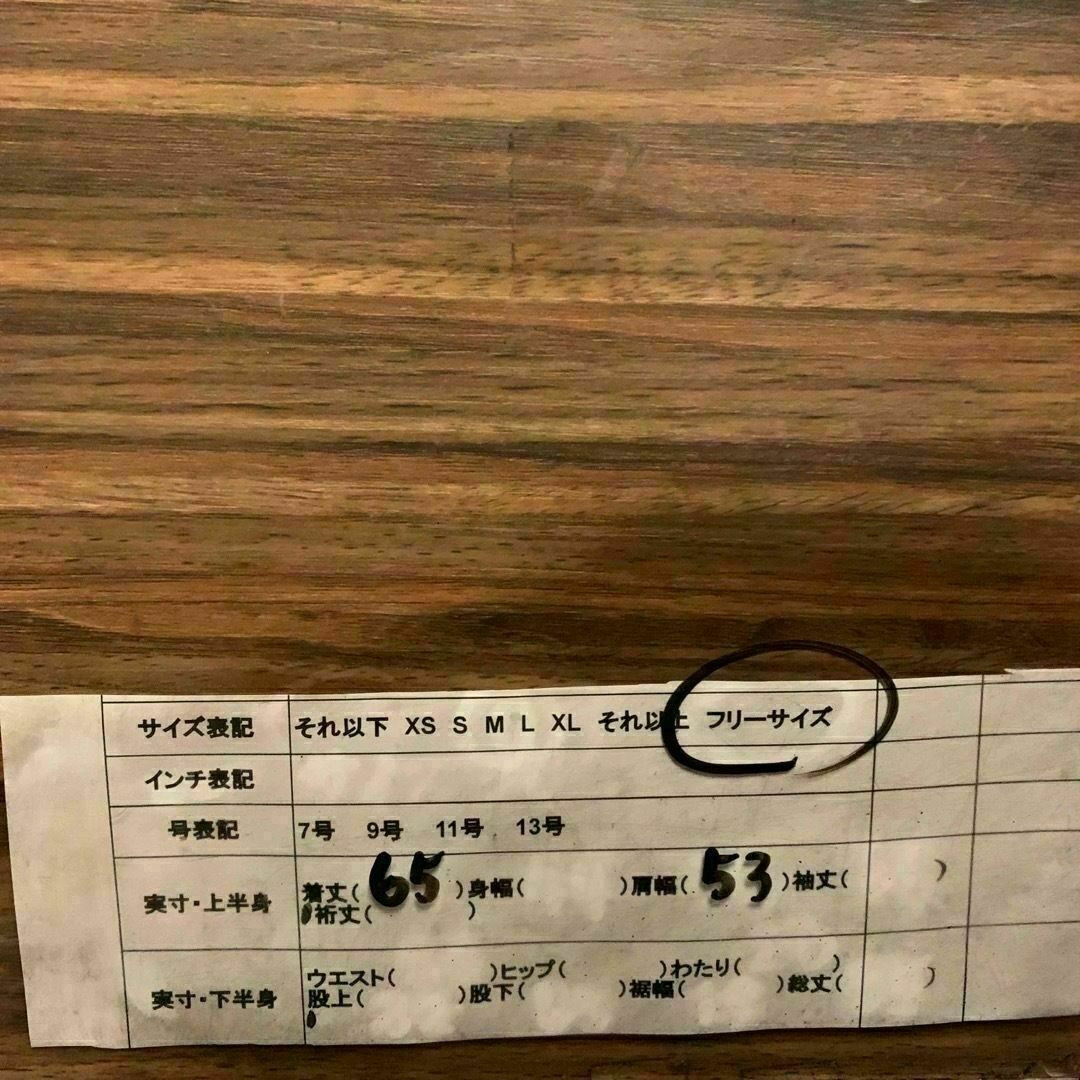 サイズ表記 それ以下 XS S M L XL それ以上 フリーサイズ
インチ表記
号表記 7号 9号 11号 13号
実寸・上半身 着丈( 65 )身幅( )肩幅( 53 )袖丈( )
裄丈( )
実寸・下半身 ウエスト( )ヒップ( )わたり( )
股上( )股下( )裾幅( )総丈( )